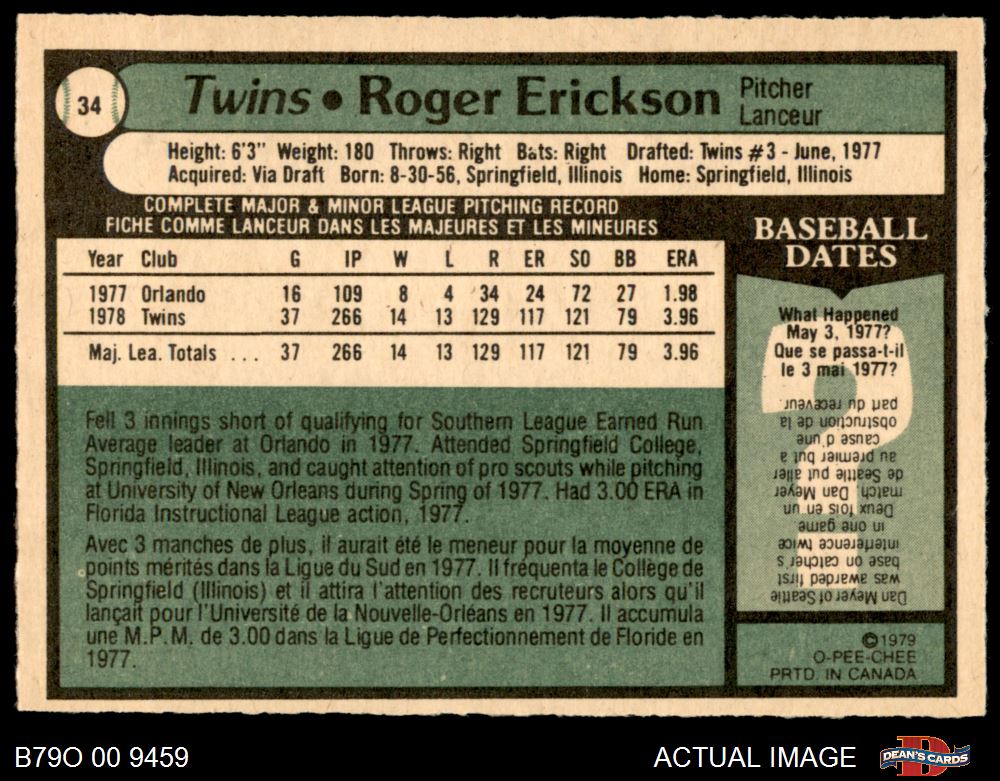 34
Twins • Roger Erickson
Pitcher
Lanceur
Height: 6'3" Weight: 180 Throws: Right Bats: Right Drafted: Twins #3 - June, 1977
Acquired: Via Draft Born: 8-30-56, Springfield, Illinois Home: Springfield, Illinois
COMPLETE MAJOR & MINOR LEAGUE PITCHING RECORD
FICHE COMME LANCEUR DANS LES MAJEURES ET LES MINEURES
Year Club G IP W L R ER SO BB ERA
1977 Orlando 16 109 8 4 34 24 72 27 1.98
1978 Twins 37 266 14 13 129 117 121 79 3.96
Maj. Lea. Totals ... 37 266 14 13 129 117 121 79 3.96
Fell 3 innings short of qualifying for Southern League Earned Run
Average leader at Orlando in 1977. Attended Springfield College,
Springfield, Illinois, and caught attention of pro scouts while pitching
at University of New Orleans during Spring of 1977. Had 3.00 ERA in
Florida Instructional League action, 1977.
Avec 3 manches de plus, il aurait été le meneur pour la moyenne de
points mérités dans la Ligue du Sud en 1977. Il fréquenta le Collège de
Springfield (Illinois) et il attira l'attention des recruteurs alors qu'il
lançait pour l'Université de la Nouvelle-Orléans en 1977. Il accumula
une M.P.M. de 3.00 dans la Ligue de Perfectionnement de Floride en
1977.
BASEBALL
DATES
What Happened
May 3, 1977?
Que se passa-t-il
le 3 mai 1977?
Dan Meyer of Seattle
was awarded first
base on catcher's
interference twice
in one game
Deux fois en un
match, Dan Meyer
de Seattle put aller
au premier but à
cause d'une
obstruction de la
part du receveur.
©1979
O-PEE-CHEE
PRTD. IN CANADA
B79O 00 9459
ACTUAL IMAGE
DEAN'S CARDS